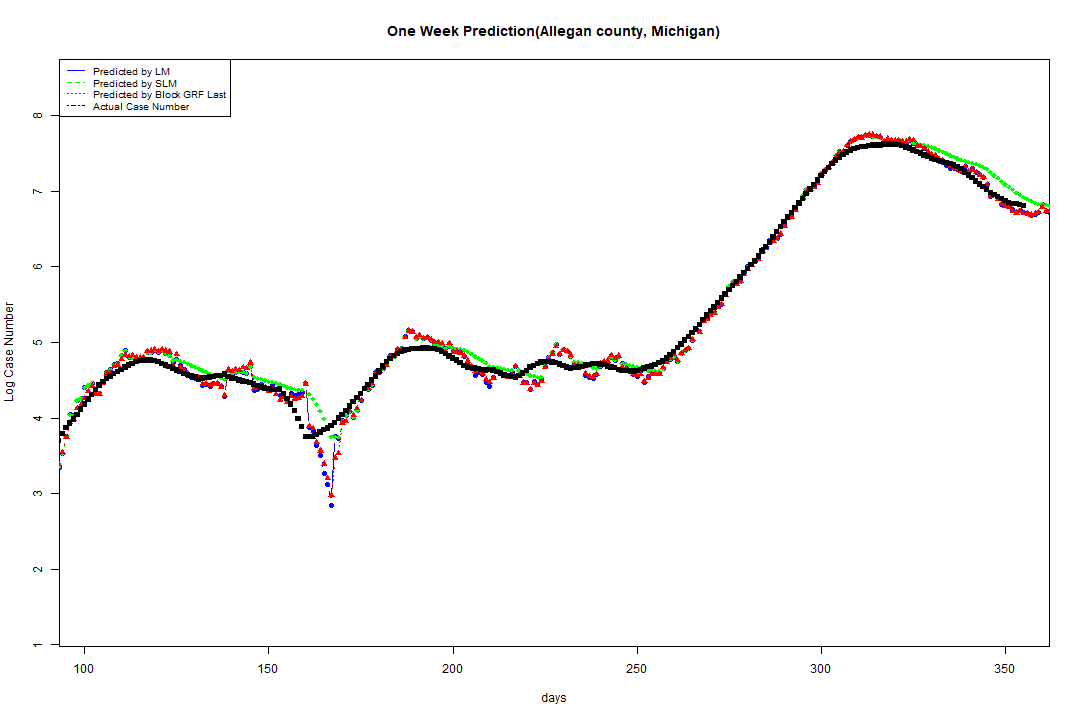 One Week Prediction(Allegan county, Michigan)
Predicted by LM
Predicted by SLM
Predicted by Block GRF Last
Actual Case Number
Log Case Number
8
7
6
5
4
3
2
1
100 150 200 250 300 350
days